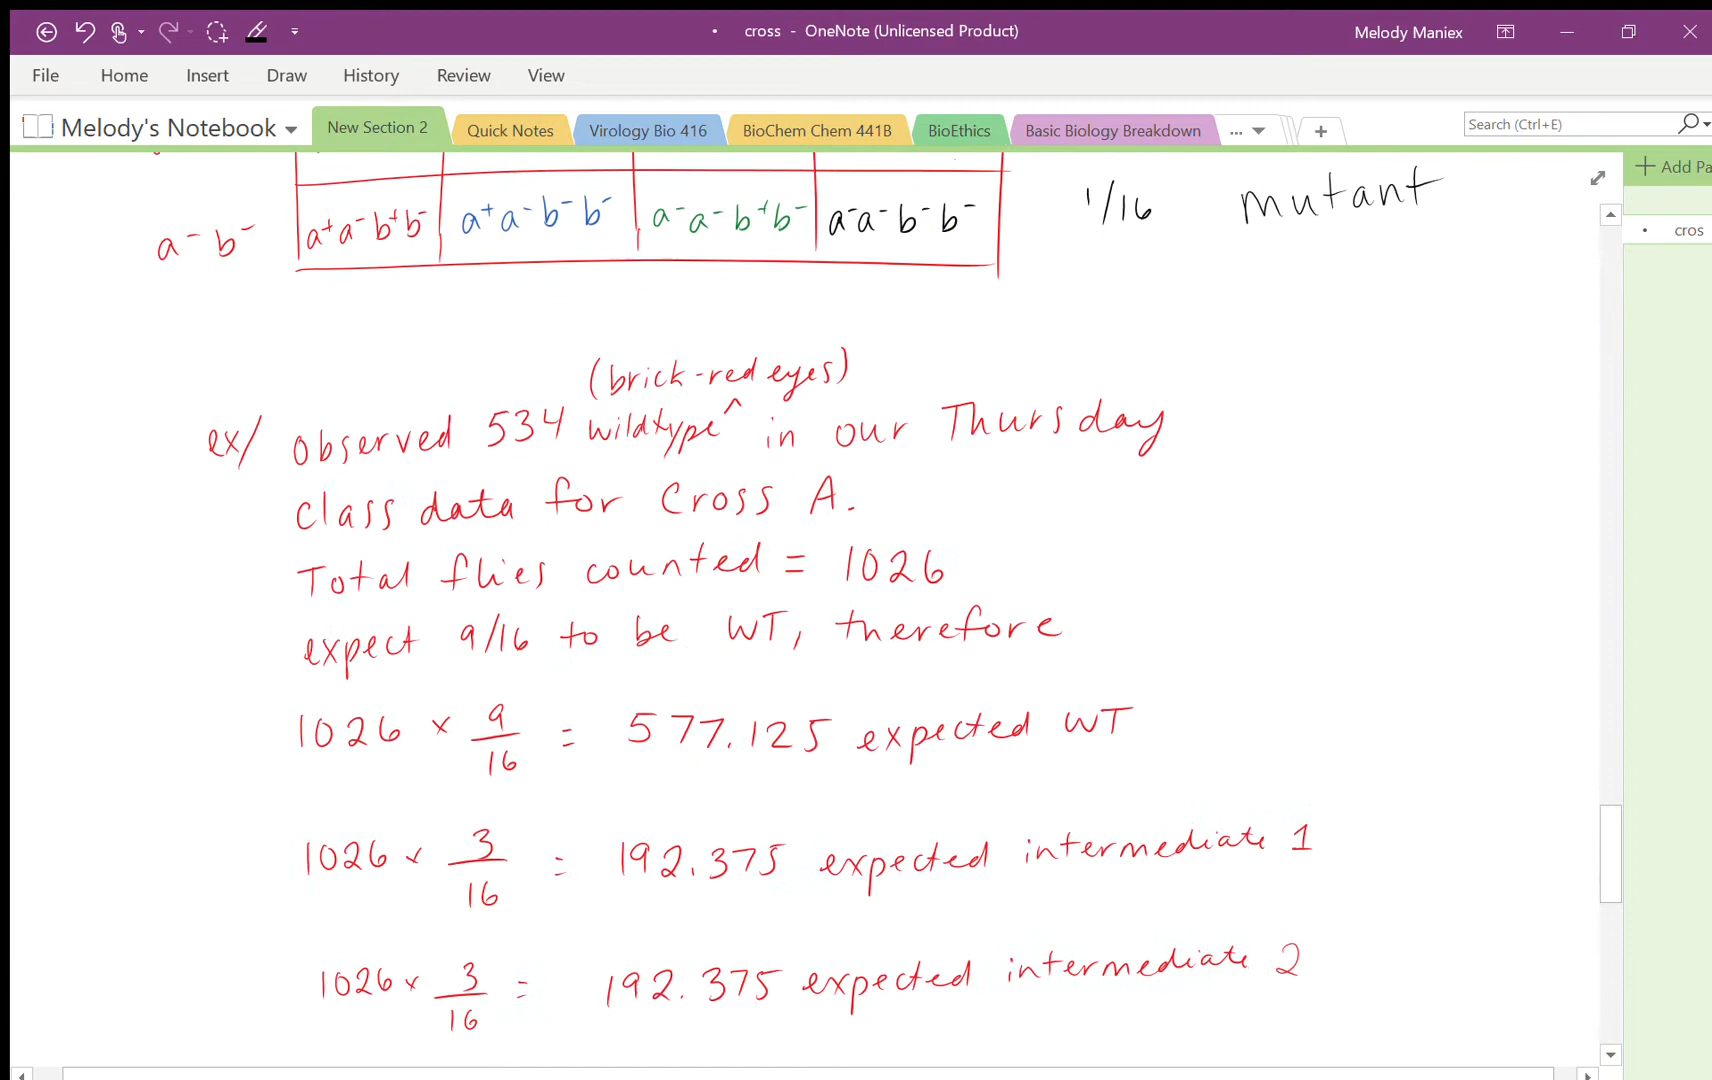 cross - OneNote (Unlicensed Product)
Melody Maniex
File Home Insert Draw History Review View
Melody's Notebook
New Section 2
Quick Notes
Virology Bio 416
BioChem Chem 441B
BioEthics
Basic Biology Breakdown
...
Search (Ctrl+E)
Add Pa
cros
a⁻ b⁻
a⁺a⁻b⁺b⁻ a⁺a⁻b⁻b⁻ a⁻a⁻b⁺b⁻ a⁻a⁻b⁻b⁻
1/16 mutant
(brick-red eyes)
ex/ observed 534 wildtype^ in our Thursday
class data for Cross A.
Total flies counted = 1026
expect 9/16 to be WT, therefore
1026 × 9/16 = 577.125 expected WT
1026 × 3/16 = 192.375 expected intermediate 1
1026 × 3/16 = 192.375 expected intermediate 2